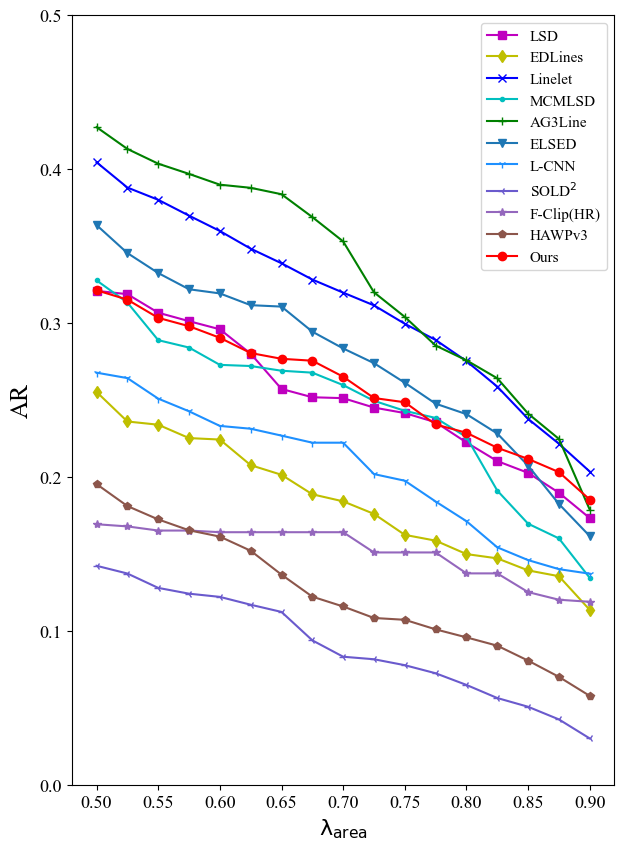 0.5
0.4
0.3
0.2
0.1
0.0
AR
0.50 0.55 0.60 0.65 0.70 0.75 0.80 0.85 0.90
λarea
LSD
EDLines
Linelet
MCMLSD
AG3Line
ELSED
L-CNN
SOLD²
F-Clip(HR)
HAWPv3
Ours